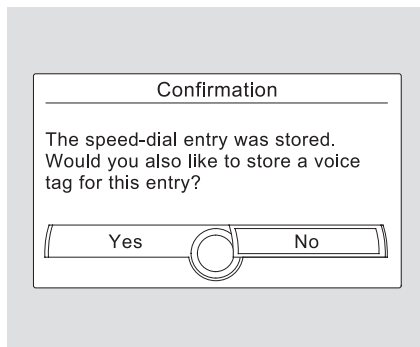 Confirmation
The speed-dial entry was stored.
Would you also like to store a voice
tag for this entry?
Yes
No